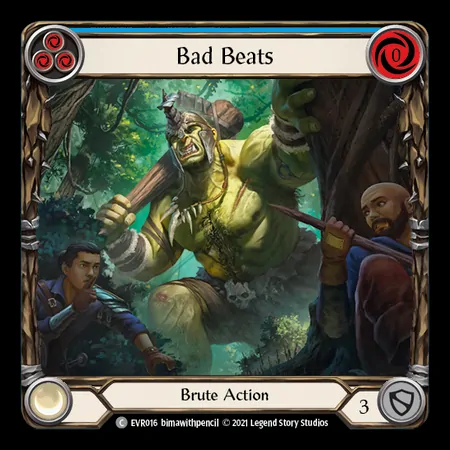 0
Bad Beats
Brute Action
3
C EVR016 bimawithpencil © 2021 Legend Story Studios